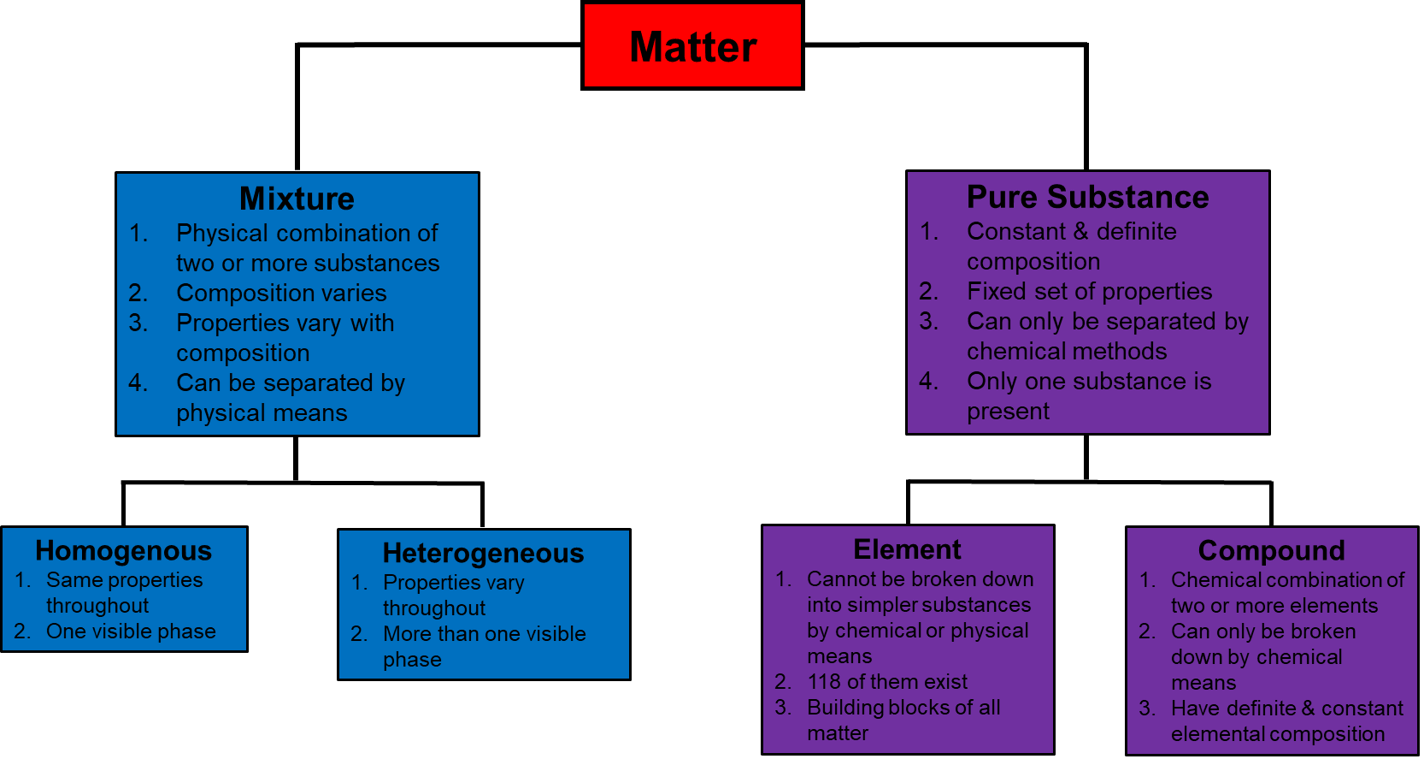 Matter
Mixture
1. Physical combination of
two or more substances
2. Composition varies
3. Properties vary with
composition
4. Can be separated by
physical means
Pure Substance
1. Constant & definite
composition
2. Fixed set of properties
3. Can only be separated by
chemical methods
4. Only one substance is
present
Homogenous
1. Same properties
throughout
2. One visible phase
Heterogeneous
1. Properties vary
throughout
2. More than one visible
phase
Element
1. Cannot be broken down
into simpler substances
by chemical or physical
means
2. 118 of them exist
3. Building blocks of all
matter
Compound
1. Chemical combination of
two or more elements
2. Can only be broken
down by chemical
means
3. Have definite & constant
elemental composition